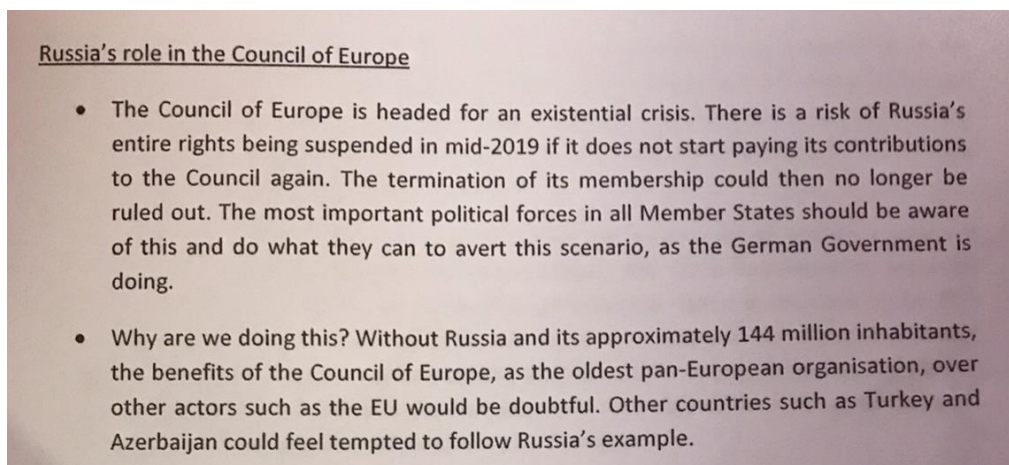 Russia's role in the Council of Europe
• The Council of Europe is headed for an existential crisis. There is a risk of Russia's
entire rights being suspended in mid-2019 if it does not start paying its contributions
to the Council again. The termination of its membership could then no longer be
ruled out. The most important political forces in all Member States should be aware
of this and do what they can to avert this scenario, as the German Government is
doing.
• Why are we doing this? Without Russia and its approximately 144 million inhabitants,
the benefits of the Council of Europe, as the oldest pan-European organisation, over
other actors such as the EU would be doubtful. Other countries such as Turkey and
Azerbaijan could feel tempted to follow Russia's example.